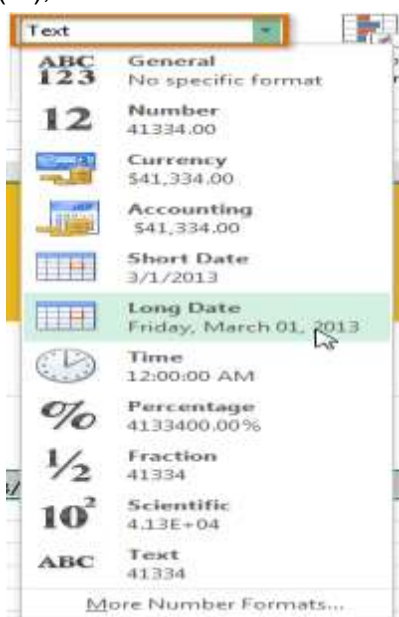 Text
ABC
123
General
No specific format
12
Number
41334.00
Currency
$41,334.00
Accounting
$41,334.00
Short Date
3/1/2013
Long Date
Friday, March 01, 2013
Time
12:00:00 AM
%
Percentage
4133400.00%
1/2
Fraction
41334
10²
Scientific
4.13E+04
ABC
Text
41334
More Number Formats...